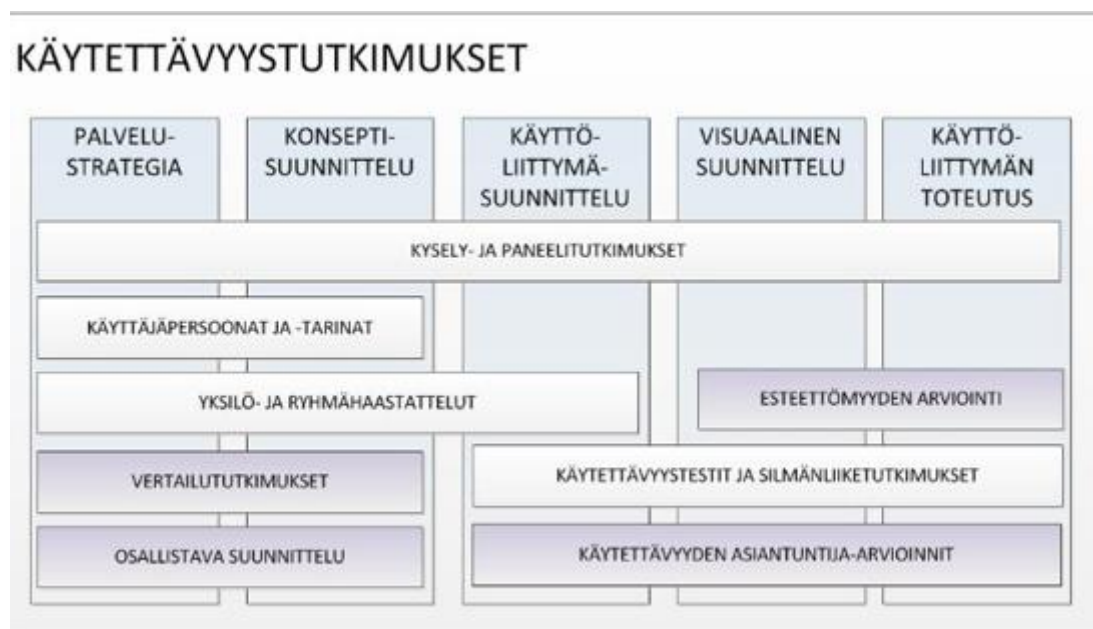 KÄYTETTÄVYYSTUTKIMUKSET
PALVELU-
STRATEGIA
KONSEPTI-
SUUNNITTELU
KÄYTTÖ-
LIITTYMÄ-
SUUNNITTELU
VISUAALINEN
SUUNNITTELU
KÄYTTÖ-
LIITTYMÄN
TOTEUTUS
KYSELY- JA PANEELITUTKIMUKSET
KÄYTTÄJÄPERSOONAT JA -TARINAT
YKSILÖ- JA RYHMÄHAASTATTELUT
ESTEETTÖMYYDEN ARVIOINTI
VERTAILUTUTKIMUKSET
KÄYTETTÄVYYSTESTIT JA SILMÄNLIIKETUTKIMUKSET
OSALLISTAVA SUUNNITTELU
KÄYTETTÄVYYDEN ASIANTUNTIJA-ARVIOINNIT